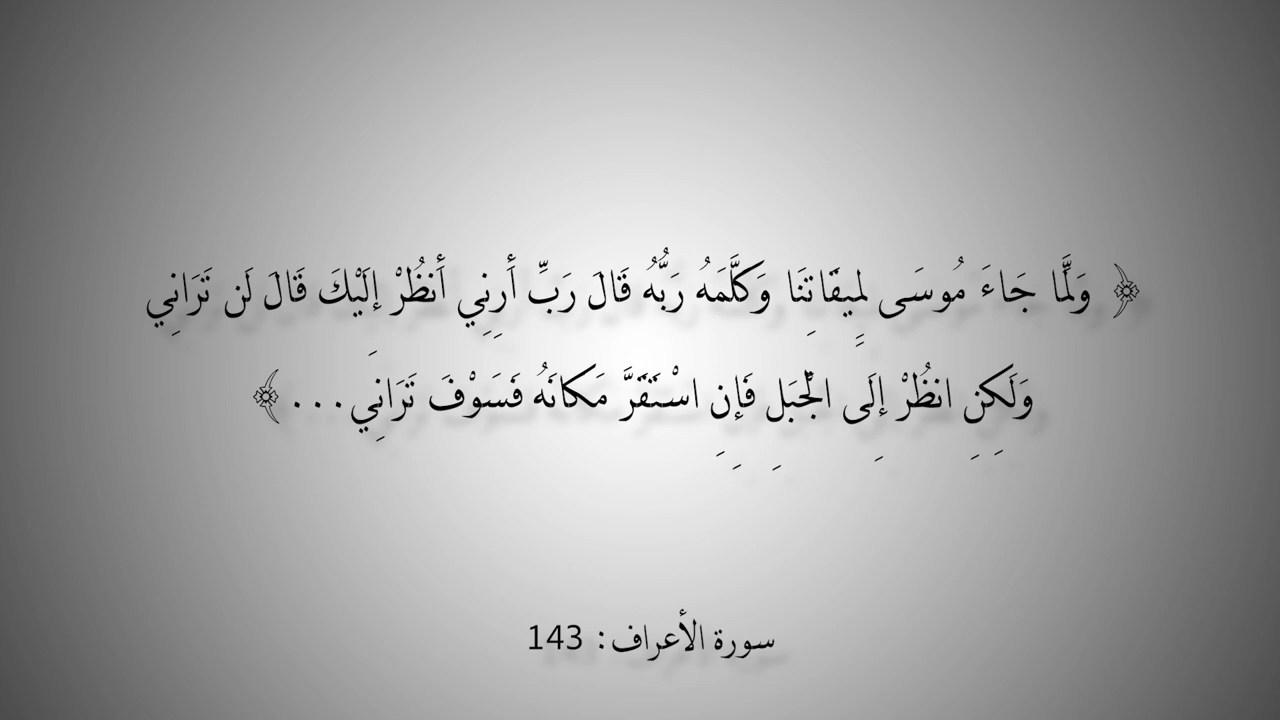 ﴿ وَلَمَّا جَاءَ مُوسَى لِمِيقَاتِنَا وَكَلَّمَهُ رَبُّهُ قَالَ رَبِّ أَرِنِي أَنظُرْ إِلَيْكَ قَالَ لَن تَرَانِي
وَلَكِنِ انظُرْ إِلَى الْجَبَلِ فَإِنِ اسْتَقَرَّ مَكَانَهُ فَسَوْفَ تَرَانِي... ﴾
سورة الأعراف: 143